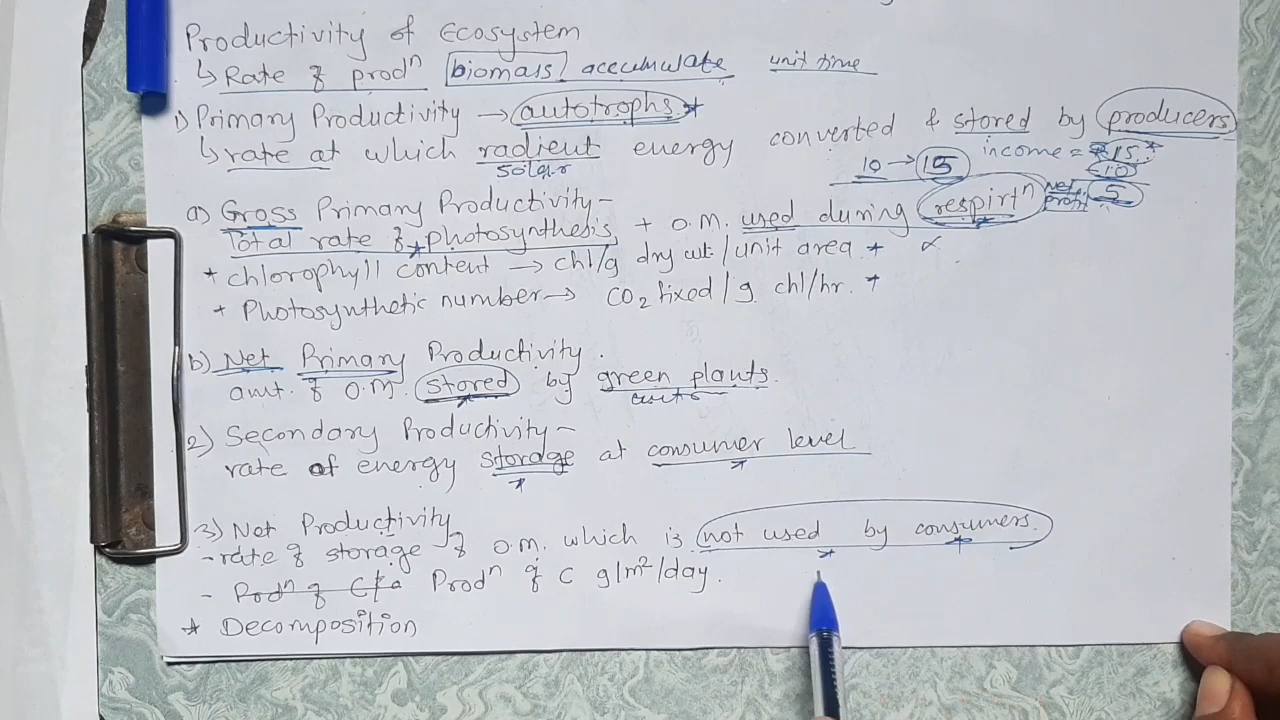 Productivity of Ecosystem
↳ Rate of prodⁿ biomass accumulate unit time
1) Primary Productivity → autotrophs *
↳ rate at which radient energy converted & stored by producers
solar
10 → 15
income = 15 *
-10
net profit 5
a) Gross Primary Productivity -
Total rate of photosynthesis + O.M. used during respirtⁿ
* chlorophyll content → chl/g dry wt/unit area *
* Photosynthetic number → CO₂ fixed/g chl/hr. *
b) Net Primary Productivity.
amt. of O.M. stored by green plants.
2) Secondary Productivity -
rate of energy storage at consumer level
3) Net Productivity
- rate of storage of O.M. which is not used by consumers.
- Prodⁿ of C g/m²/day.
* Decomposition